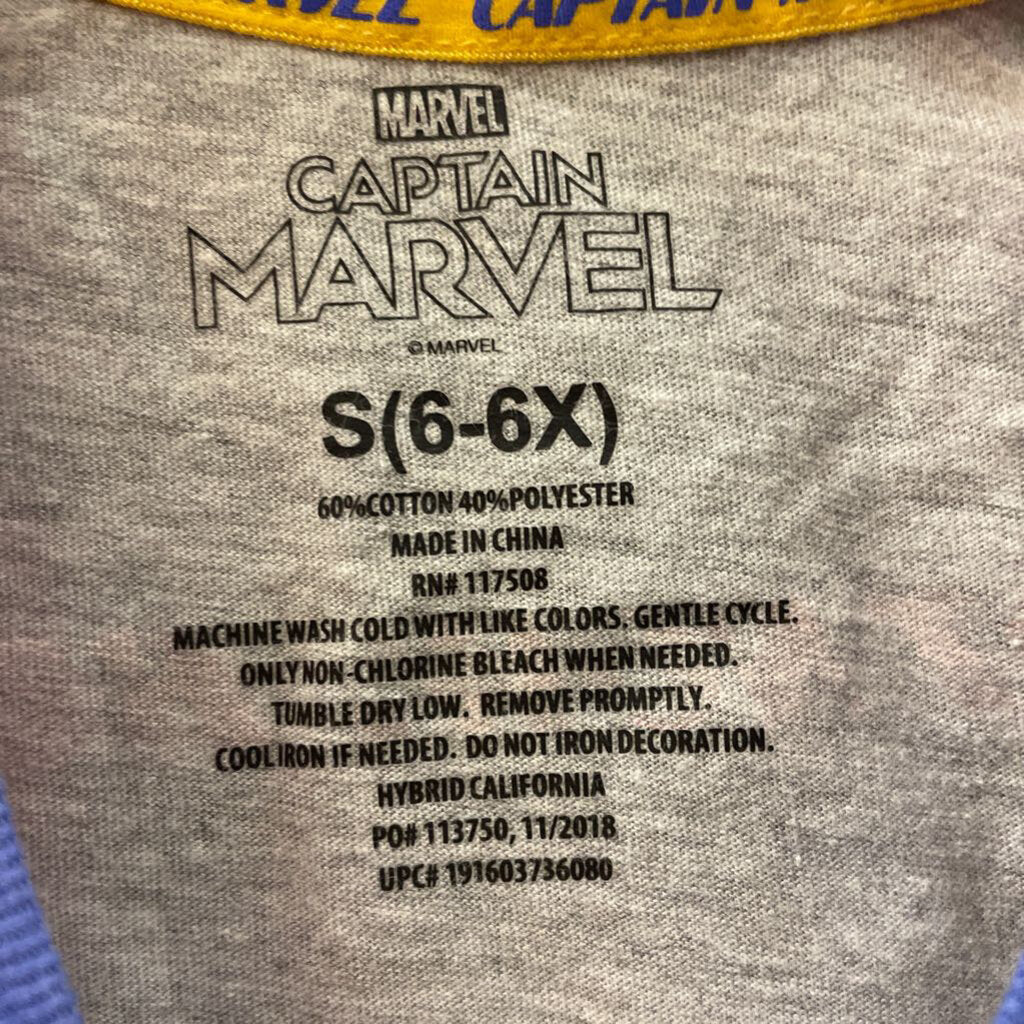 CAPTAIN
MARVEL
CAPTAIN
MARVEL
© MARVEL
S(6-6X)
60%COTTON 40%POLYESTER
MADE IN CHINA
RN# 117508
MACHINE WASH COLD WITH LIKE COLORS. GENTLE CYCLE.
ONLY NON-CHLORINE BLEACH WHEN NEEDED.
TUMBLE DRY LOW. REMOVE PROMPTLY.
COOL IRON IF NEEDED. DO NOT IRON DECORATION.
HYBRID CALIFORNIA
PO# 113750, 11/2018
UPC# 191603736080